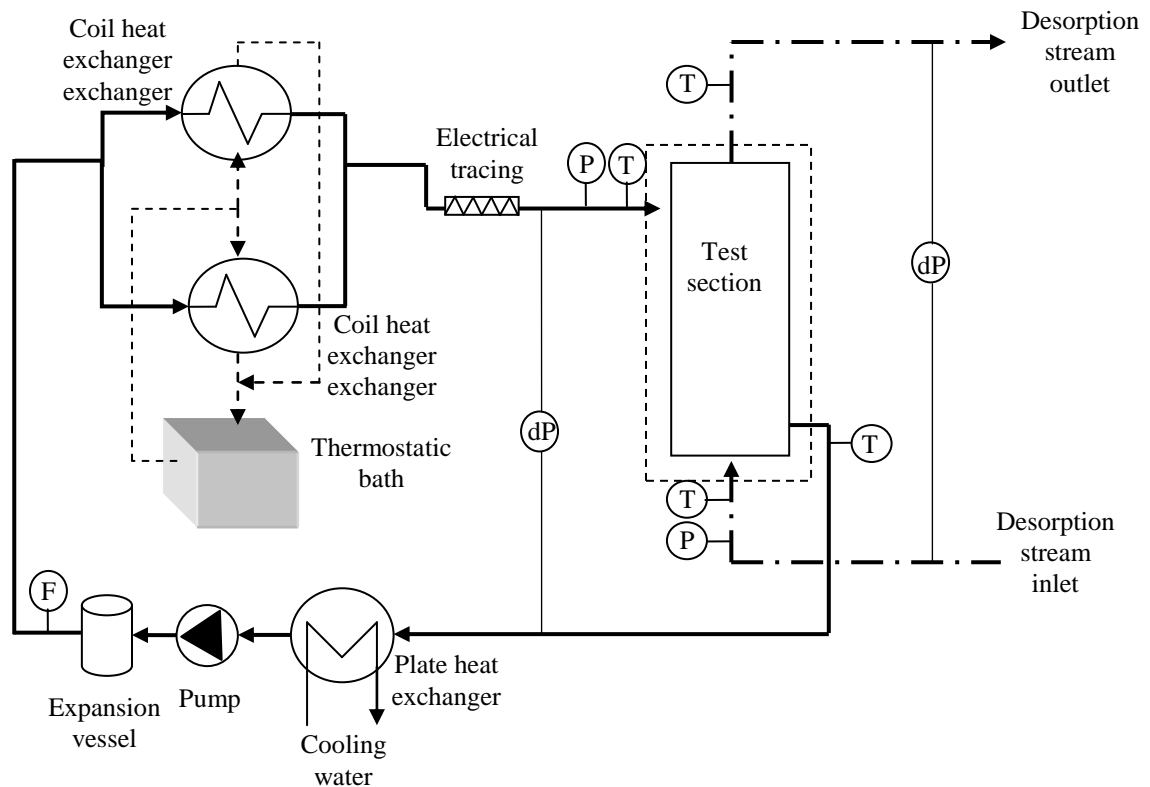 Coil heat
exchanger
exchanger
Desorption
stream
outlet
T
Electrical
tracing
P
T
Test
section
dP
Coil heat
exchanger
exchanger
Thermostatic
bath
dP
T
T
P
Desorption
stream
inlet
F
Expansion
vessel
Pump
Plate heat
exchanger
Cooling
water